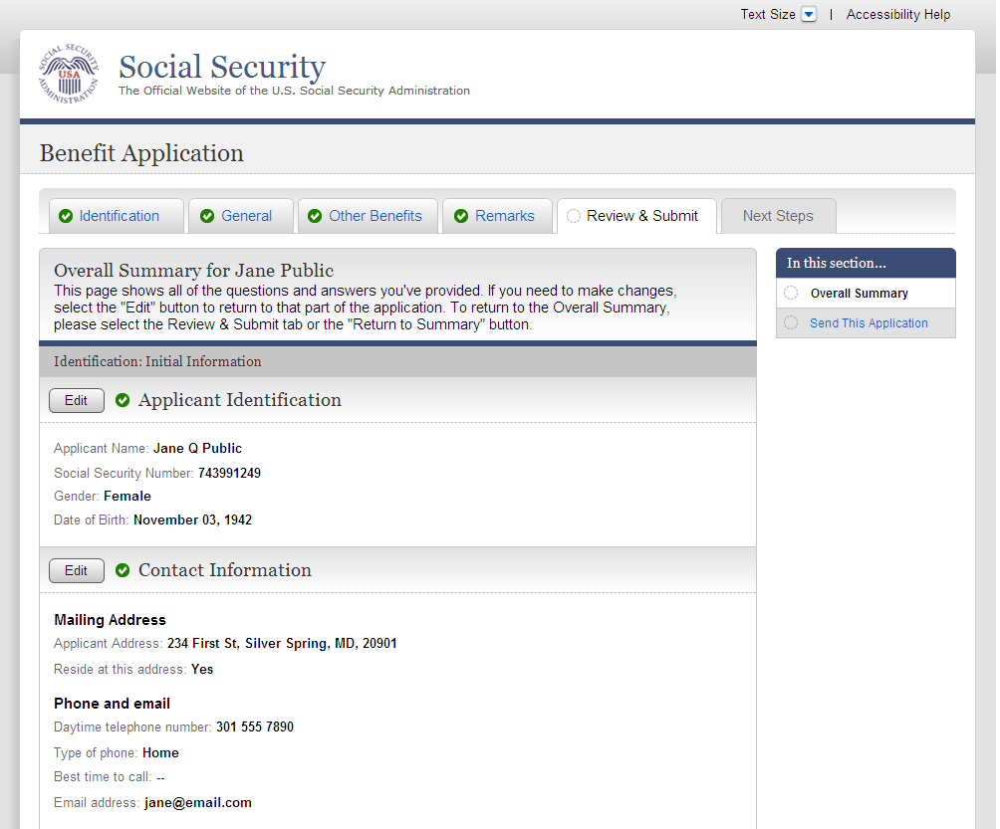 Text Size | Accessibility Help
SOCIAL SECURITY ADMINISTRATION
USA
Social Security
The Official Website of the U.S. Social Security Administration
Benefit Application
Identification General Other Benefits Remarks Review & Submit Next Steps
Overall Summary for Jane Public
This page shows all of the questions and answers you've provided. If you need to make changes,
select the "Edit" button to return to that part of the application. To return to the Overall Summary,
please select the Review & Submit tab or the "Return to Summary" button.
In this section...
Overall Summary
Send This Application
Identification: Initial Information
Edit Applicant Identification
Applicant Name: Jane Q Public
Social Security Number: 743991249
Gender: Female
Date of Birth: November 03, 1942
Edit Contact Information
Mailing Address
Applicant Address: 234 First St, Silver Spring, MD, 20901
Reside at this address: Yes
Phone and email
Daytime telephone number: 301 555 7890
Type of phone: Home
Best time to call: --
Email address: jane@email.com